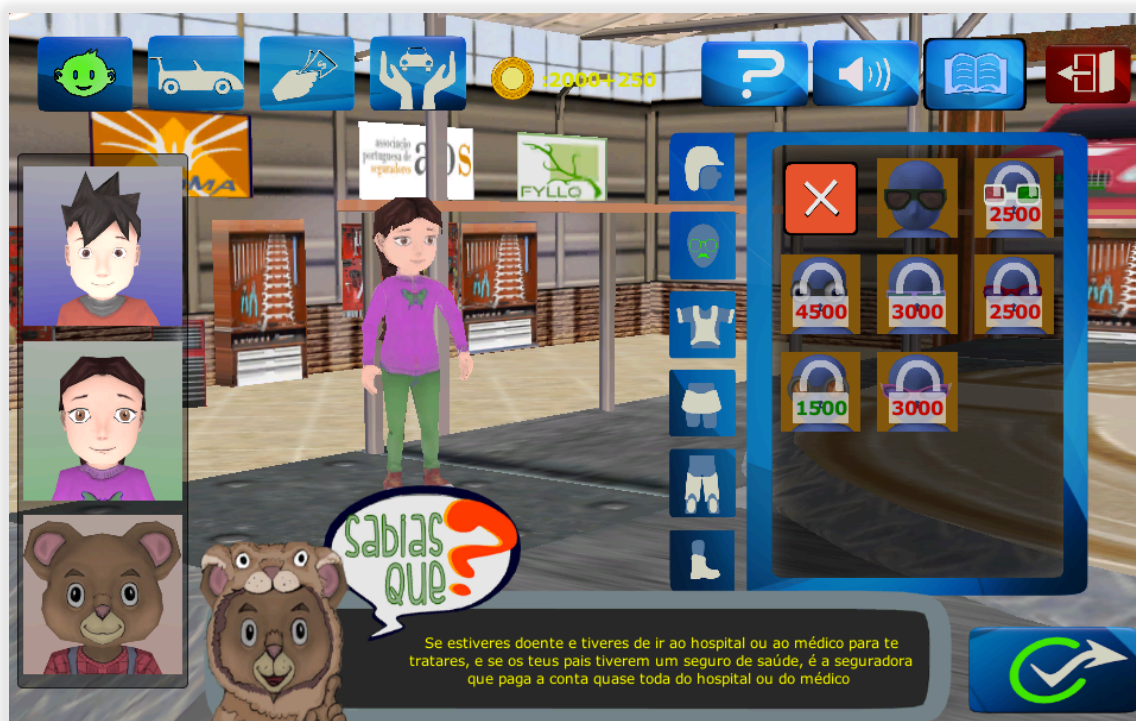 :2000+250
UMA
associação
portuguesa de
seguradores
aps
FYLLO
2500
4500
3000
2500
1500
3000
sabias
que?
Se estiveres doente e tiveres de ir ao hospital ou ao médico para te
tratares, e se os teus pais tiverem um seguro de saúde, é a seguradora
que paga a conta quase toda do hospital ou do médico